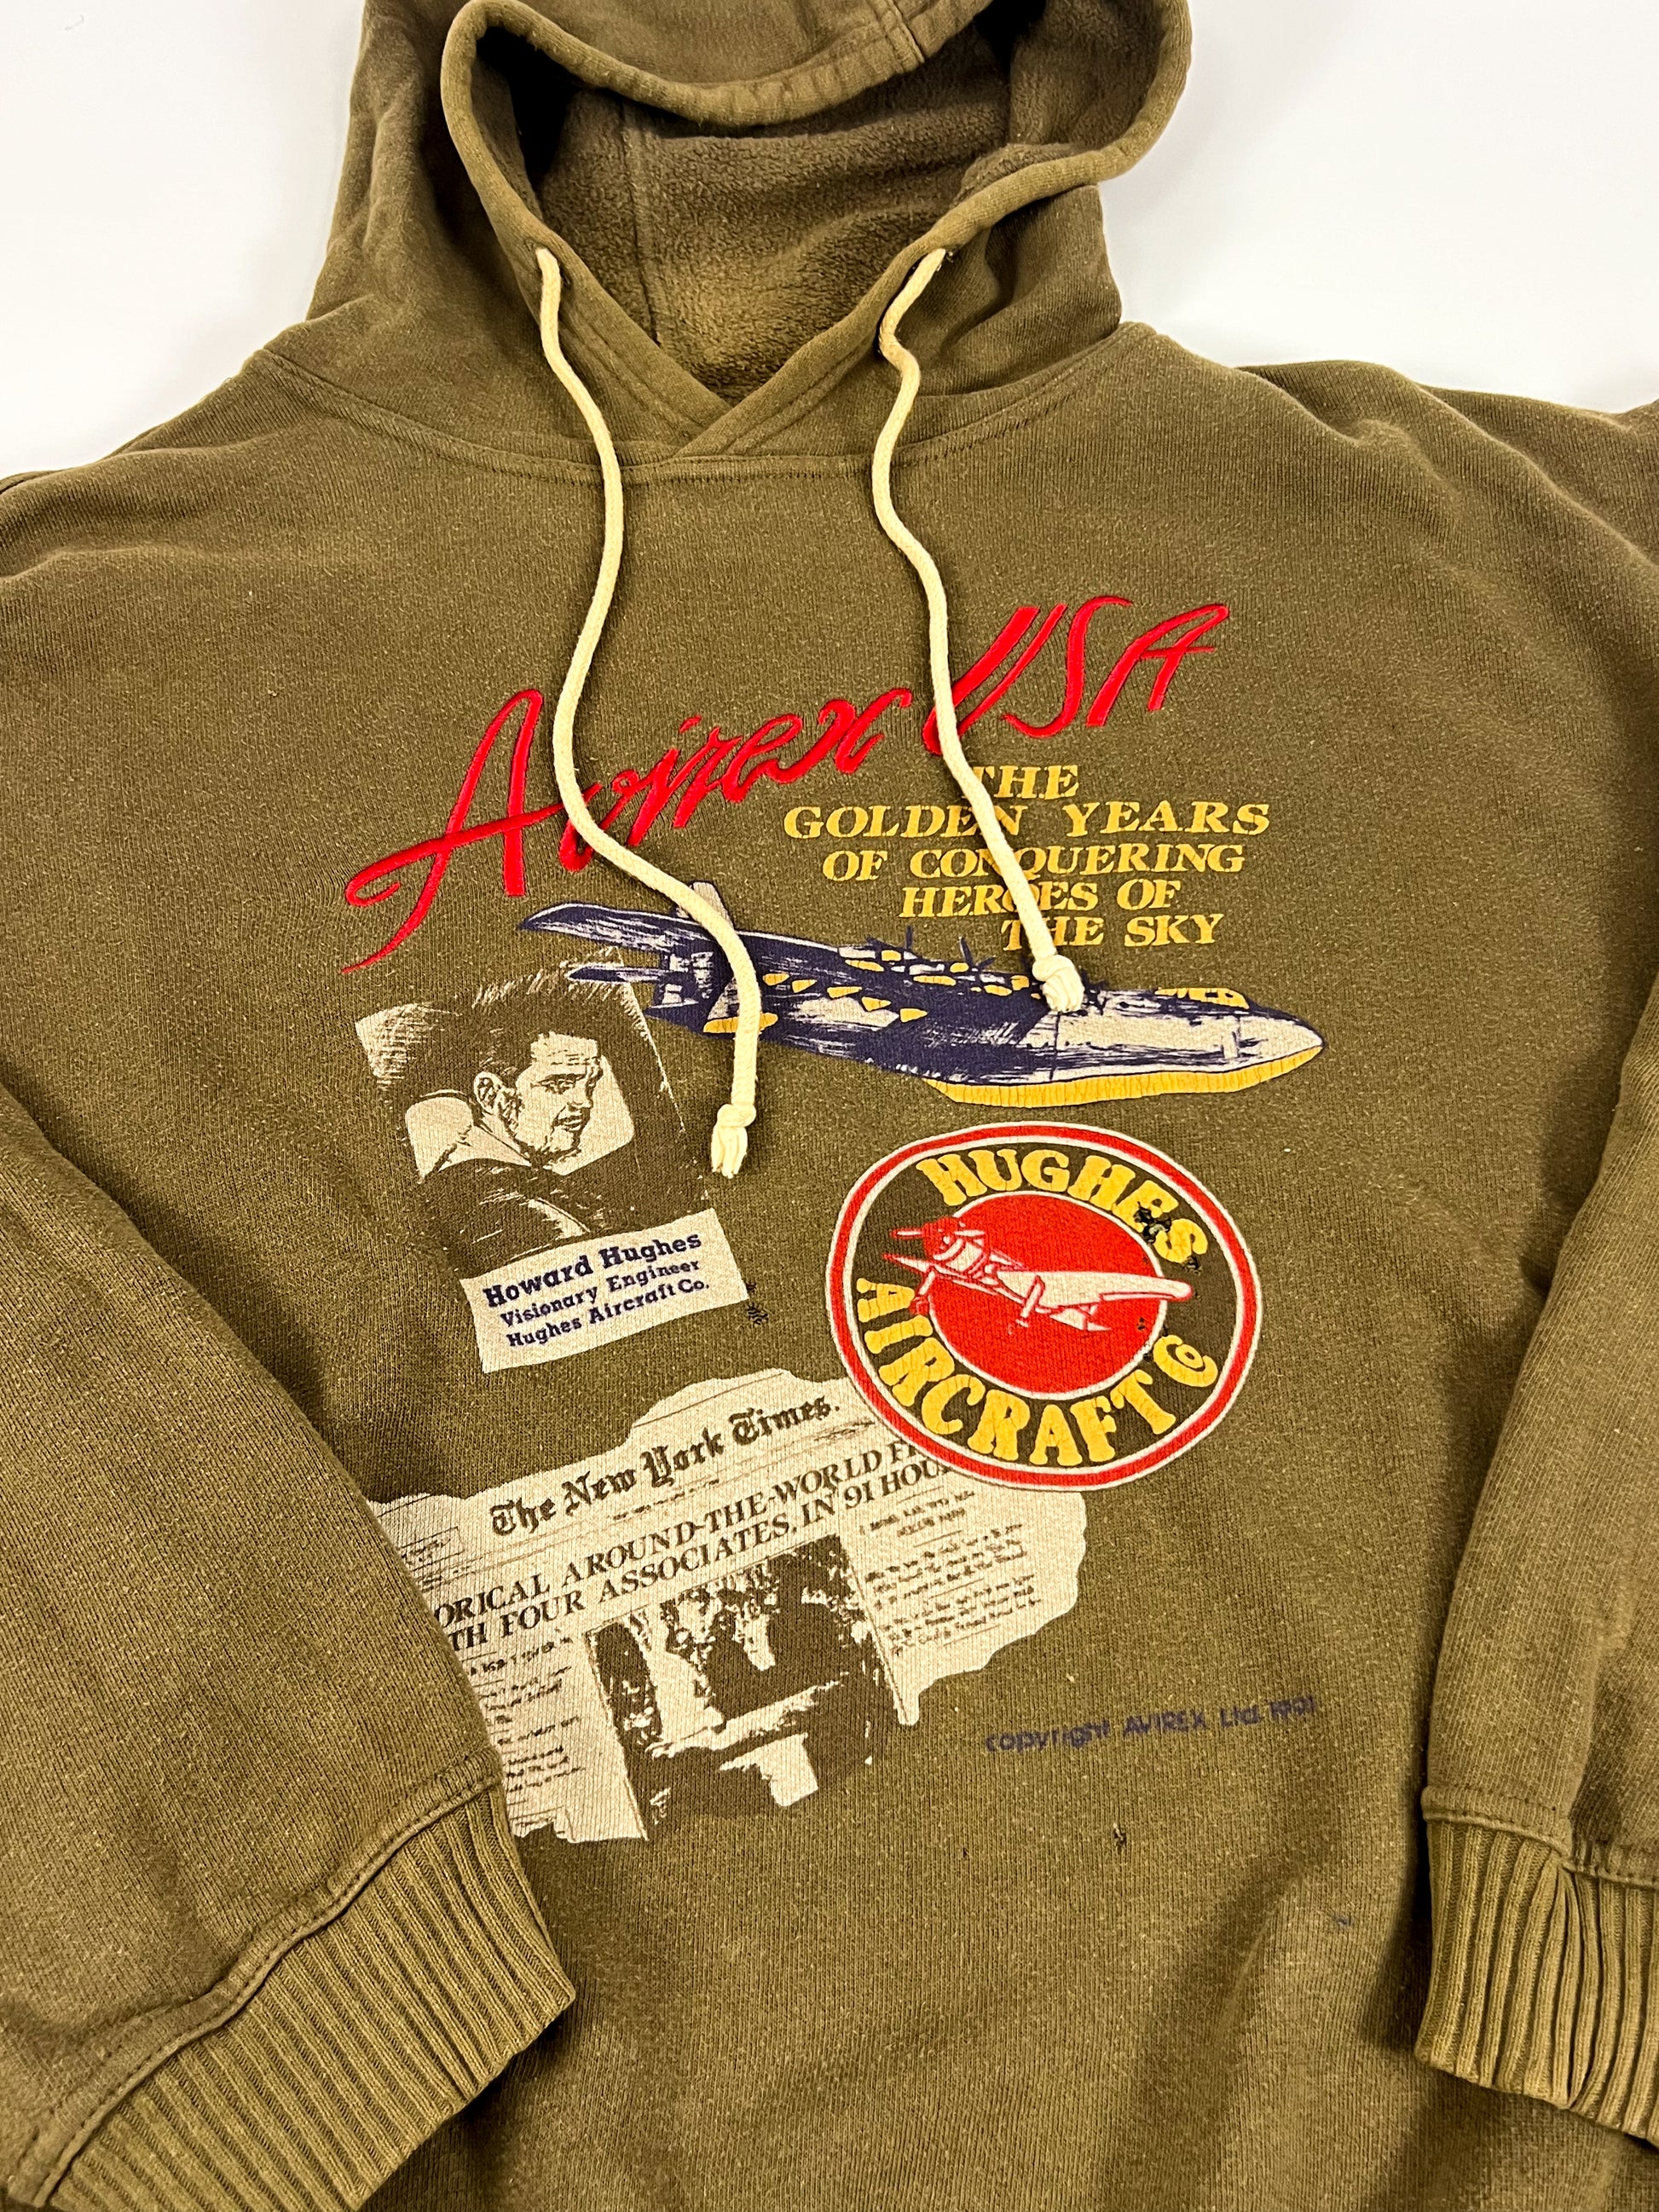 Avirex USA
THE
GOLDEN YEARS
OF CONQUERING
HEROES OF
THE SKY
Howard Hughes
Visionary Engineer
Hughes Aircraft Co.
HUGHES
AIRCRAFT Co
The New York Times.
ORICAL AROUND-THE-WORLD F
TH FOUR ASSOCIATES, IN 91 HOU
copyright AVIREX Ltd. 1991